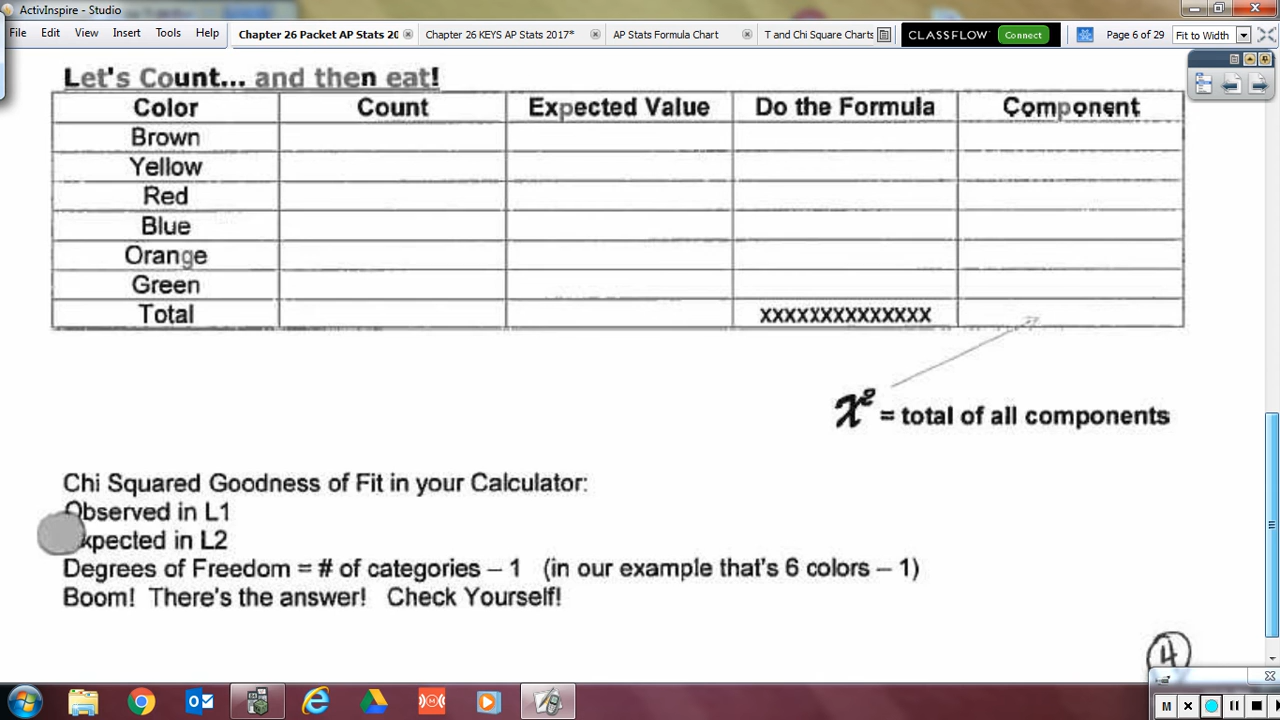 ActivInspire - Studio
File Edit View Insert Tools Help
Chapter 26 Packet AP Stats 20
Chapter 26 KEYS AP Stats 2017*
AP Stats Formula Chart
T and Chi Square Charts
CLASSFLOW Connect
Page 6 of 29
Fit to Width
Let's Count... and then eat!
Color Count Expected Value Do the Formula Component
Brown
Yellow
Red
Blue
Orange
Green
Total xxxxxxxxxxxxxx
χ² = total of all components
Chi Squared Goodness of Fit in your Calculator:
Observed in L1
xpected in L2
Degrees of Freedom = # of categories – 1 (in our example that's 6 colors – 1)
Boom! There's the answer! Check Yourself!
4
M